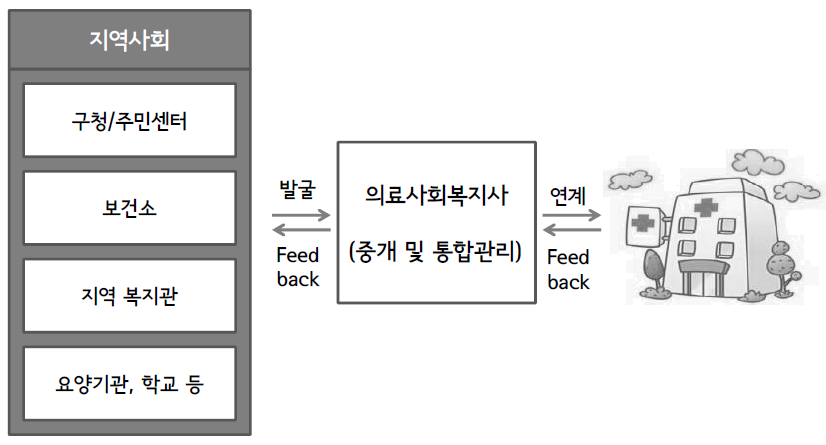 지역사회
구청/주민센터
보건소
지역 복지관
요양기관, 학교 등
발굴
Feed
back
의료사회복지사
(중개 및 통합관리)
연계
Feed
back